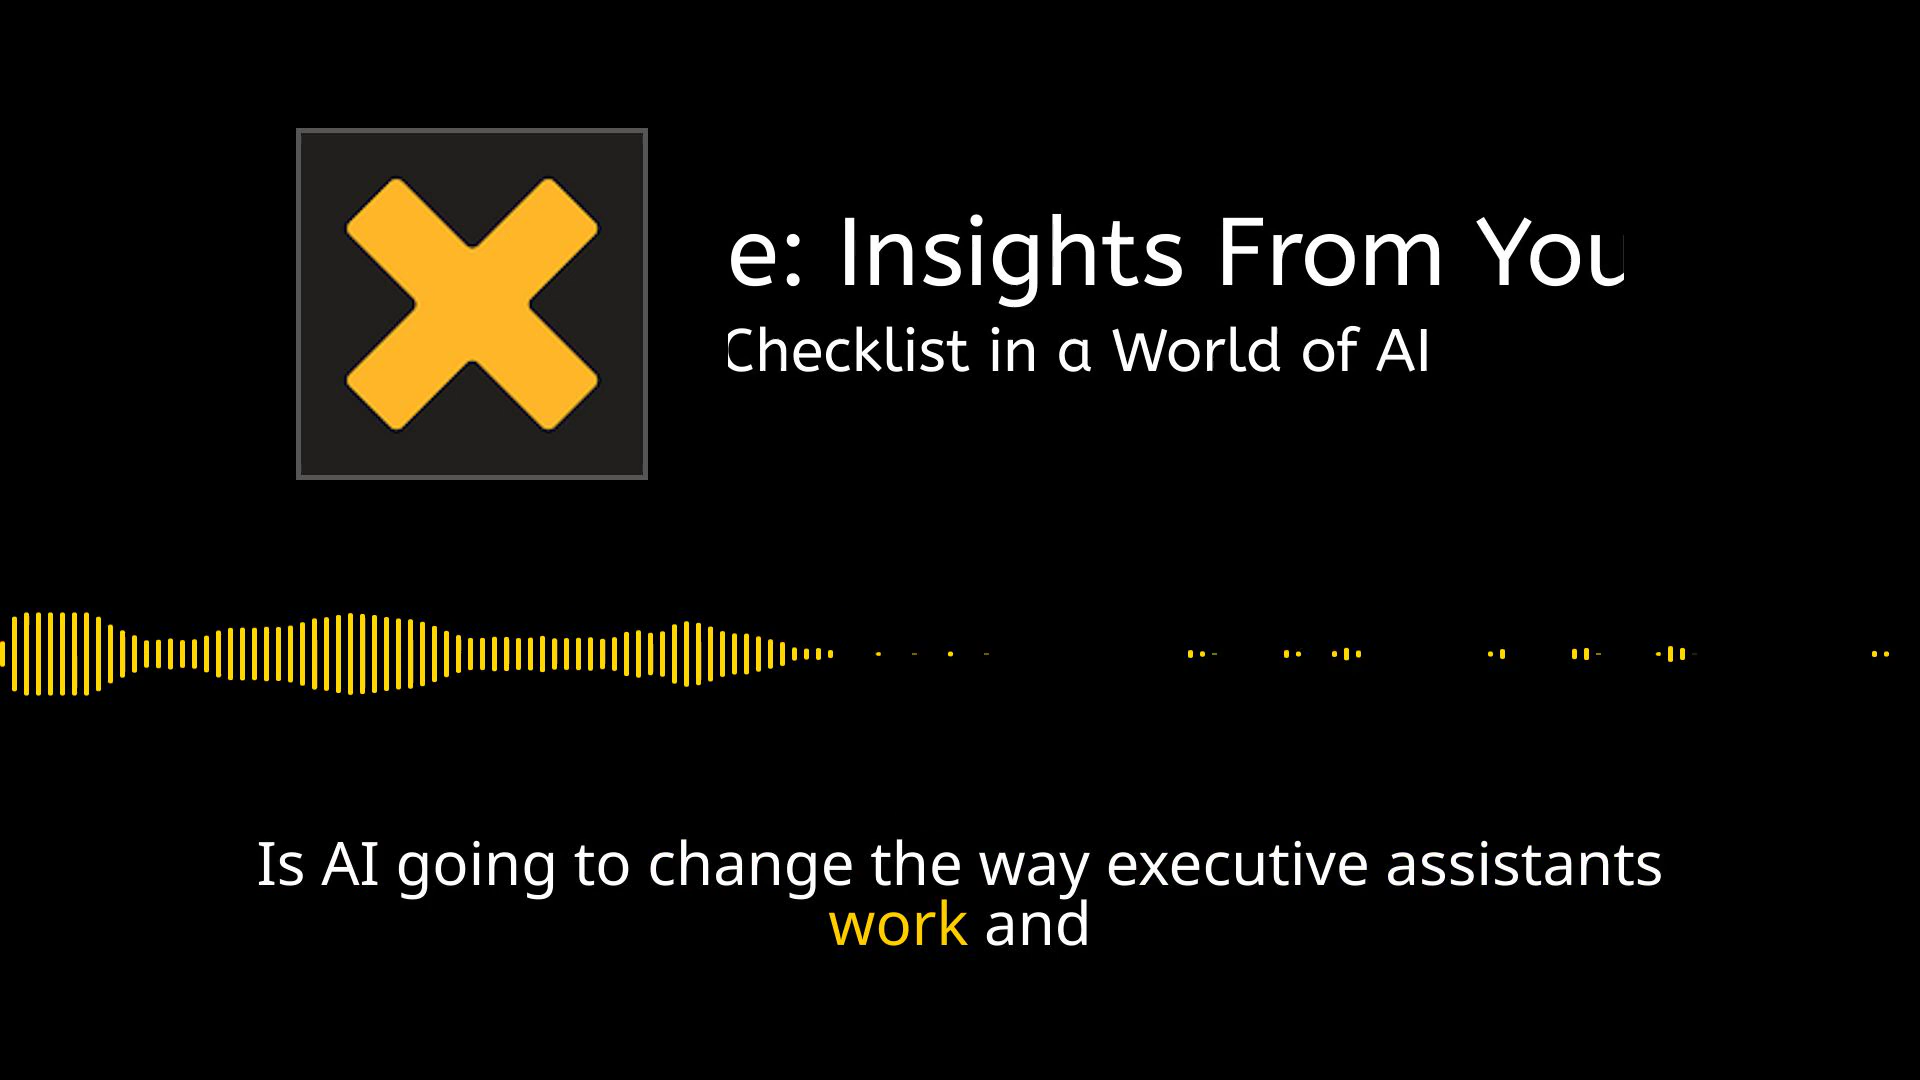 e: Insights From You
Checklist in a World of AI
Is AI going to change the way executive assistants
work and